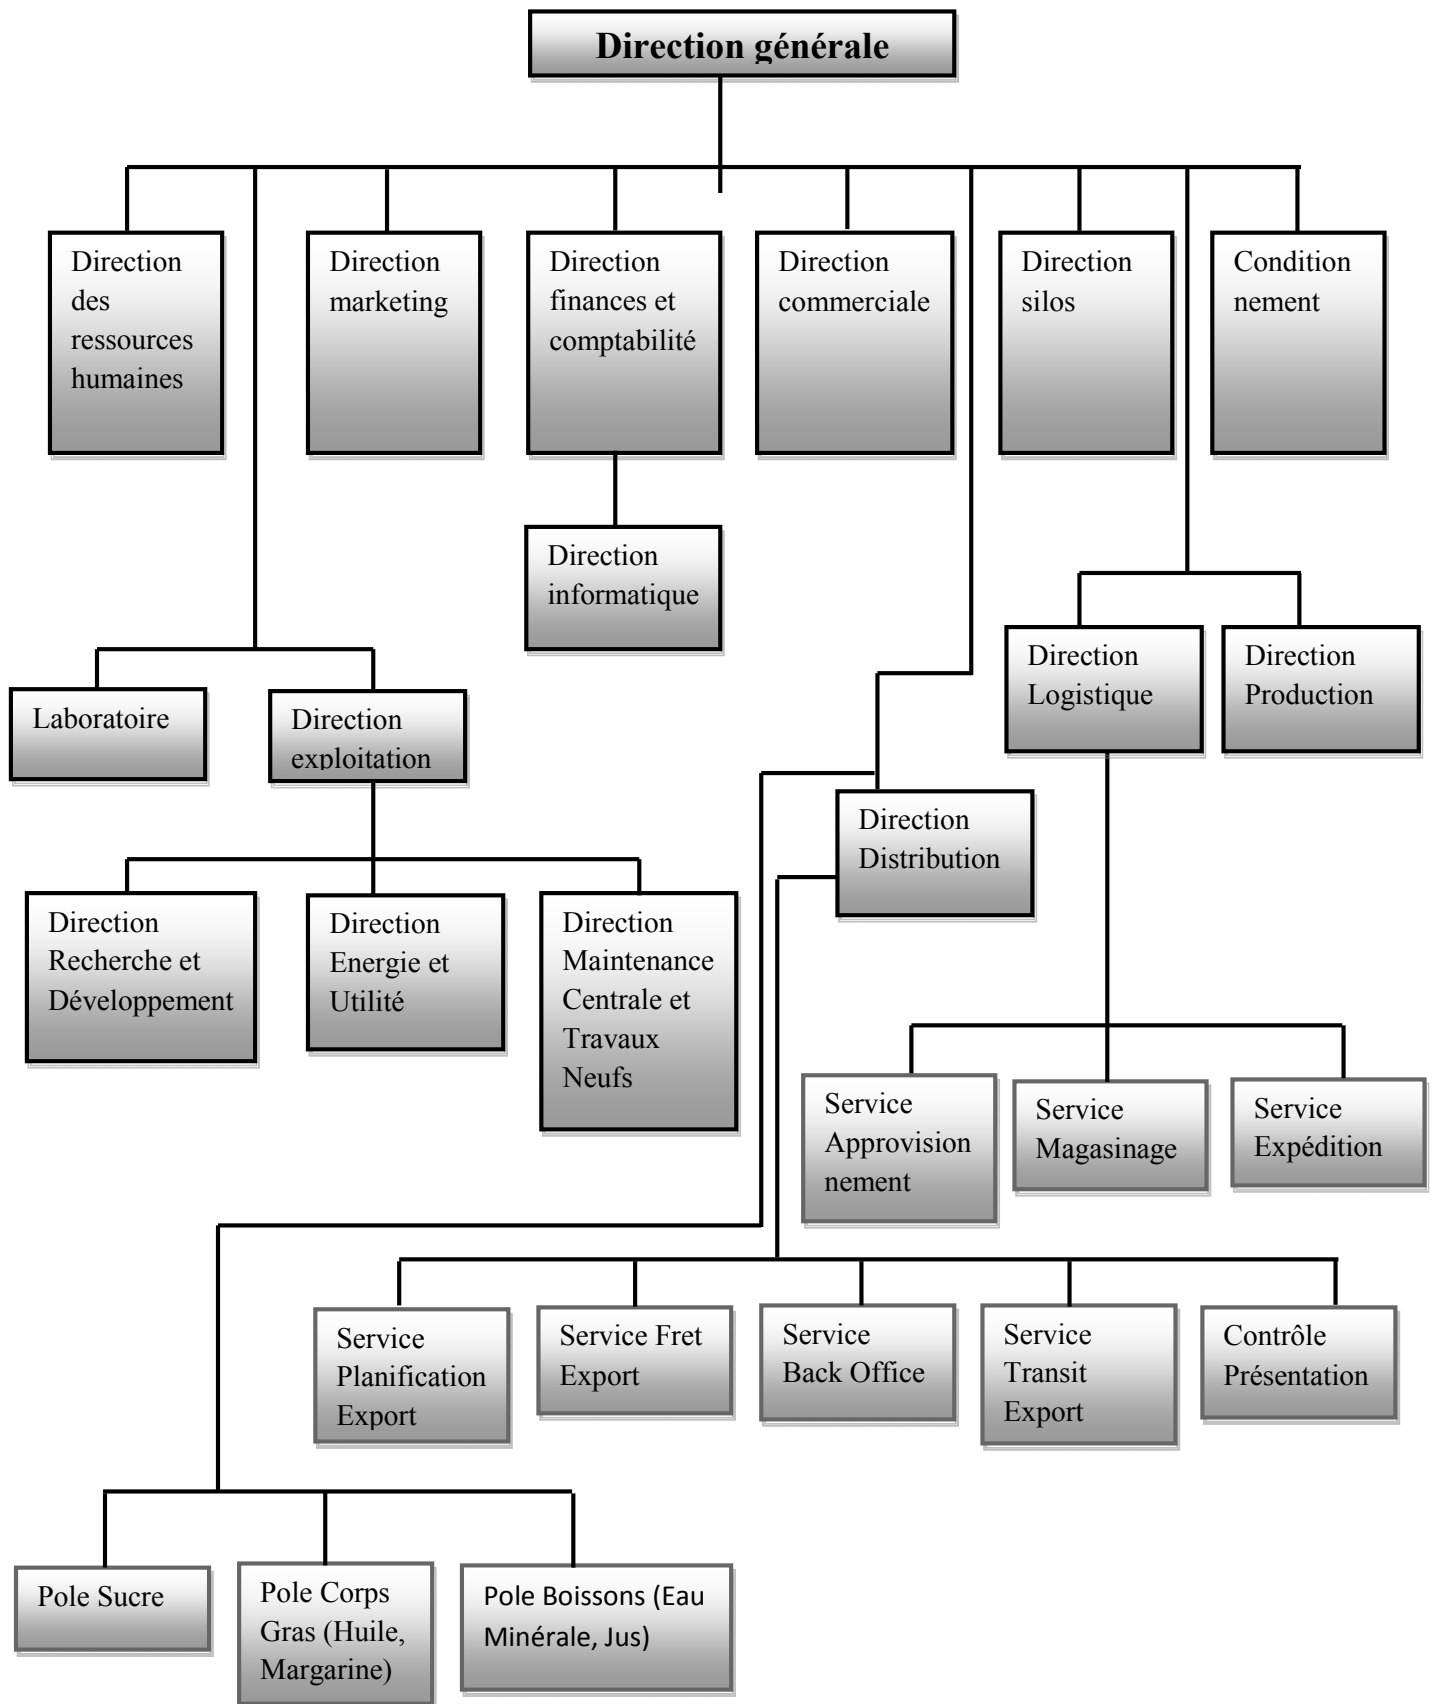 Direction générale
Direction
des
ressources
humaines
Direction
marketing
Direction
finances et
comptabilité
Direction
commerciale
Direction
silos
Condition
nement
Direction
informatique
Direction
Logistique
Direction
Production
Laboratoire
Direction
exploitation
Direction
Distribution
Direction
Recherche et
Développement
Direction
Energie et
Utilité
Direction
Maintenance
Centrale et
Travaux
Neufs
Service
Approvision
nement
Service
Magasinage
Service
Expédition
Service
Planification
Export
Service Fret
Export
Service
Back Office
Service
Transit
Export
Contrôle
Présentation
Pole Sucre
Pole Corps
Gras (Huile,
Margarine)
Pole Boissons (Eau
Minérale, Jus)